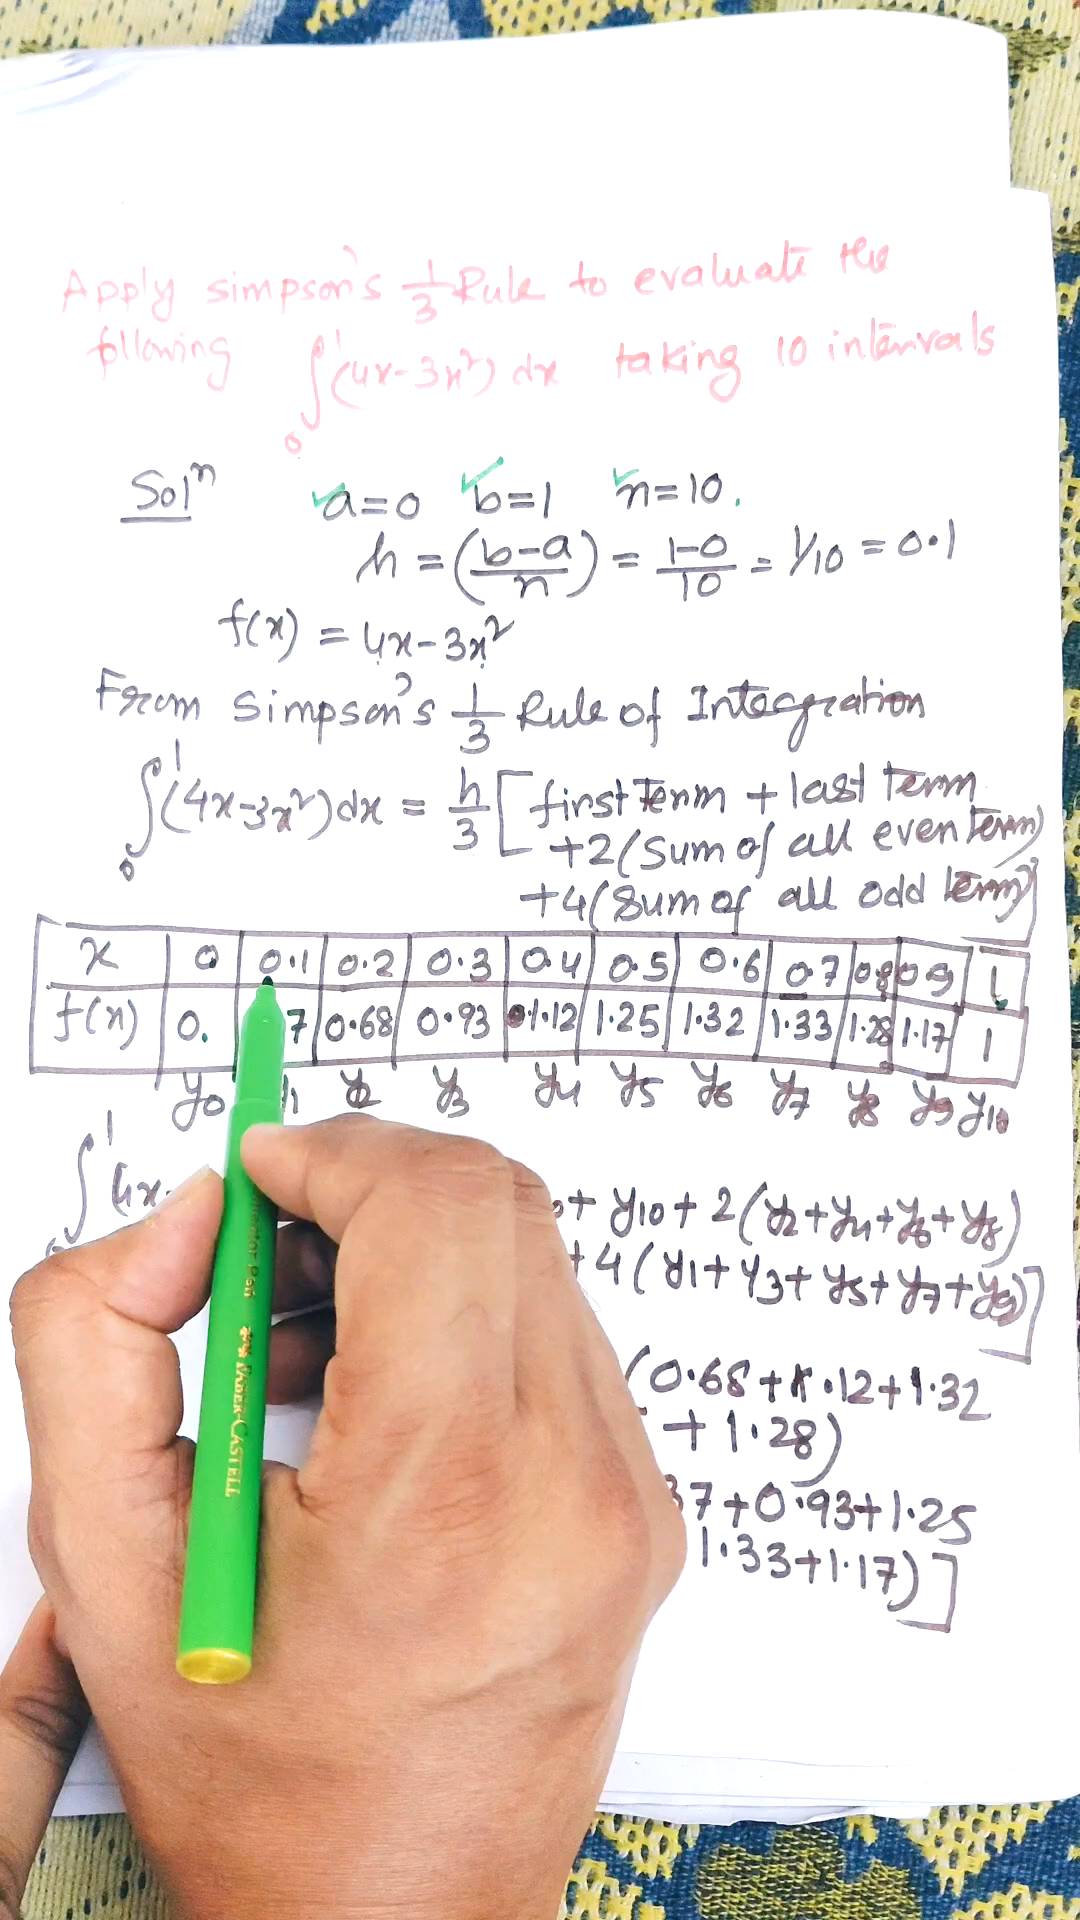 Apply simpson's 1/3 Rule to evaluate the
following ∫₀¹(4x-3x²) dx taking 10 intervals
Solⁿ a=0 b=1 n=10.
h = (b-a/n) = 1-0/10 = 1/10 = 0.1
f(x) = 4x-3x²
From Simpson's 1/3 Rule of Integration
∫₀¹(4x-3x²)dx = h/3 [first term + last term
+2(Sum of all even term)
+4(Sum of all odd term)]
x 0 0.1 0.2 0.3 0.4 0.5 0.6 0.7 0.8 0.9 1
f(x) 0. 7 0.68 0.93 1.12 1.25 1.32 1.33 1.28 1.17 1
y0 y1 y2 y3 y4 y5 y6 y7 y8 y9 y10
∫ ¹ (4x- + y10 + 2(y2+y4+y6+y8)
+4(y1+y3+y5+y7+y9)]
(0.68+1.12+1.32
+1.28)
37+0.93+1.25
1.33+1.17)]
FABER-CASTELL